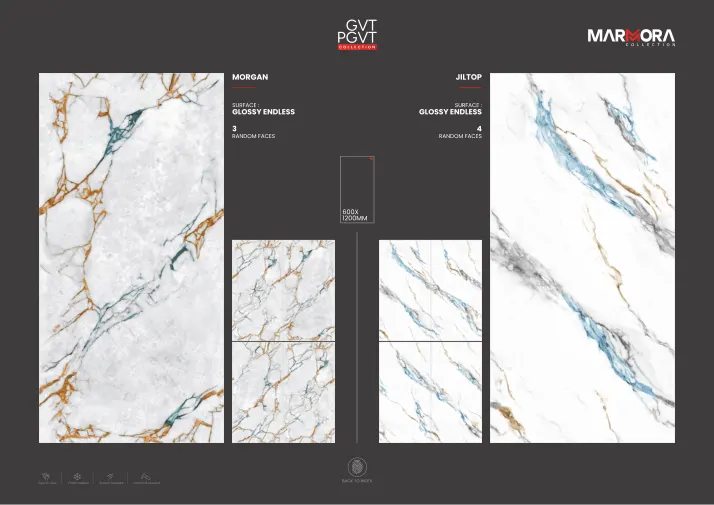 GVT
PGVT
COLLECTION
MARMORA
COLLECTION
MORGAN
SURFACE :
GLOSSY ENDLESS
3
RANDOM FACES
JILTOP
SURFACE :
GLOSSY ENDLESS
4
RANDOM FACES
600X
1200MM
BACK TO INDEX